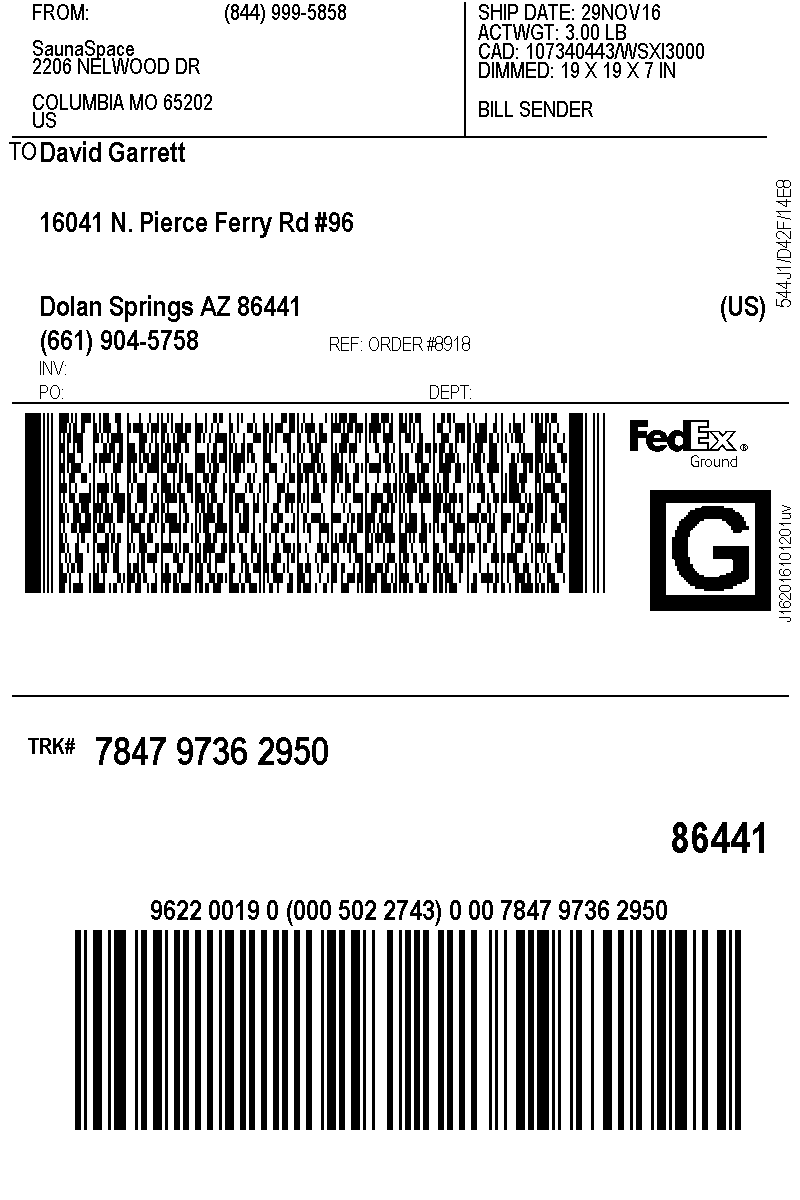 FROM: (844) 999-5858
SaunaSpace
2206 NELWOOD DR
COLUMBIA MO 65202
US
SHIP DATE: 29NOV16
ACTWGT: 3.00 LB
CAD: 107340443/WSXI3000
DIMMED: 19 X 19 X 7 IN
BILL SENDER
TO David Garrett
16041 N. Pierce Ferry Rd #96
Dolan Springs AZ 86441 (US)
(661) 904-5758 REF: ORDER #8918
INV:
PO: DEPT:
544J1/D42F/14E8
FedEx ®
Ground
G
J162016101201uv
TRK# 7847 9736 2950
86441
9622 0019 0 (000 502 2743) 0 00 7847 9736 2950